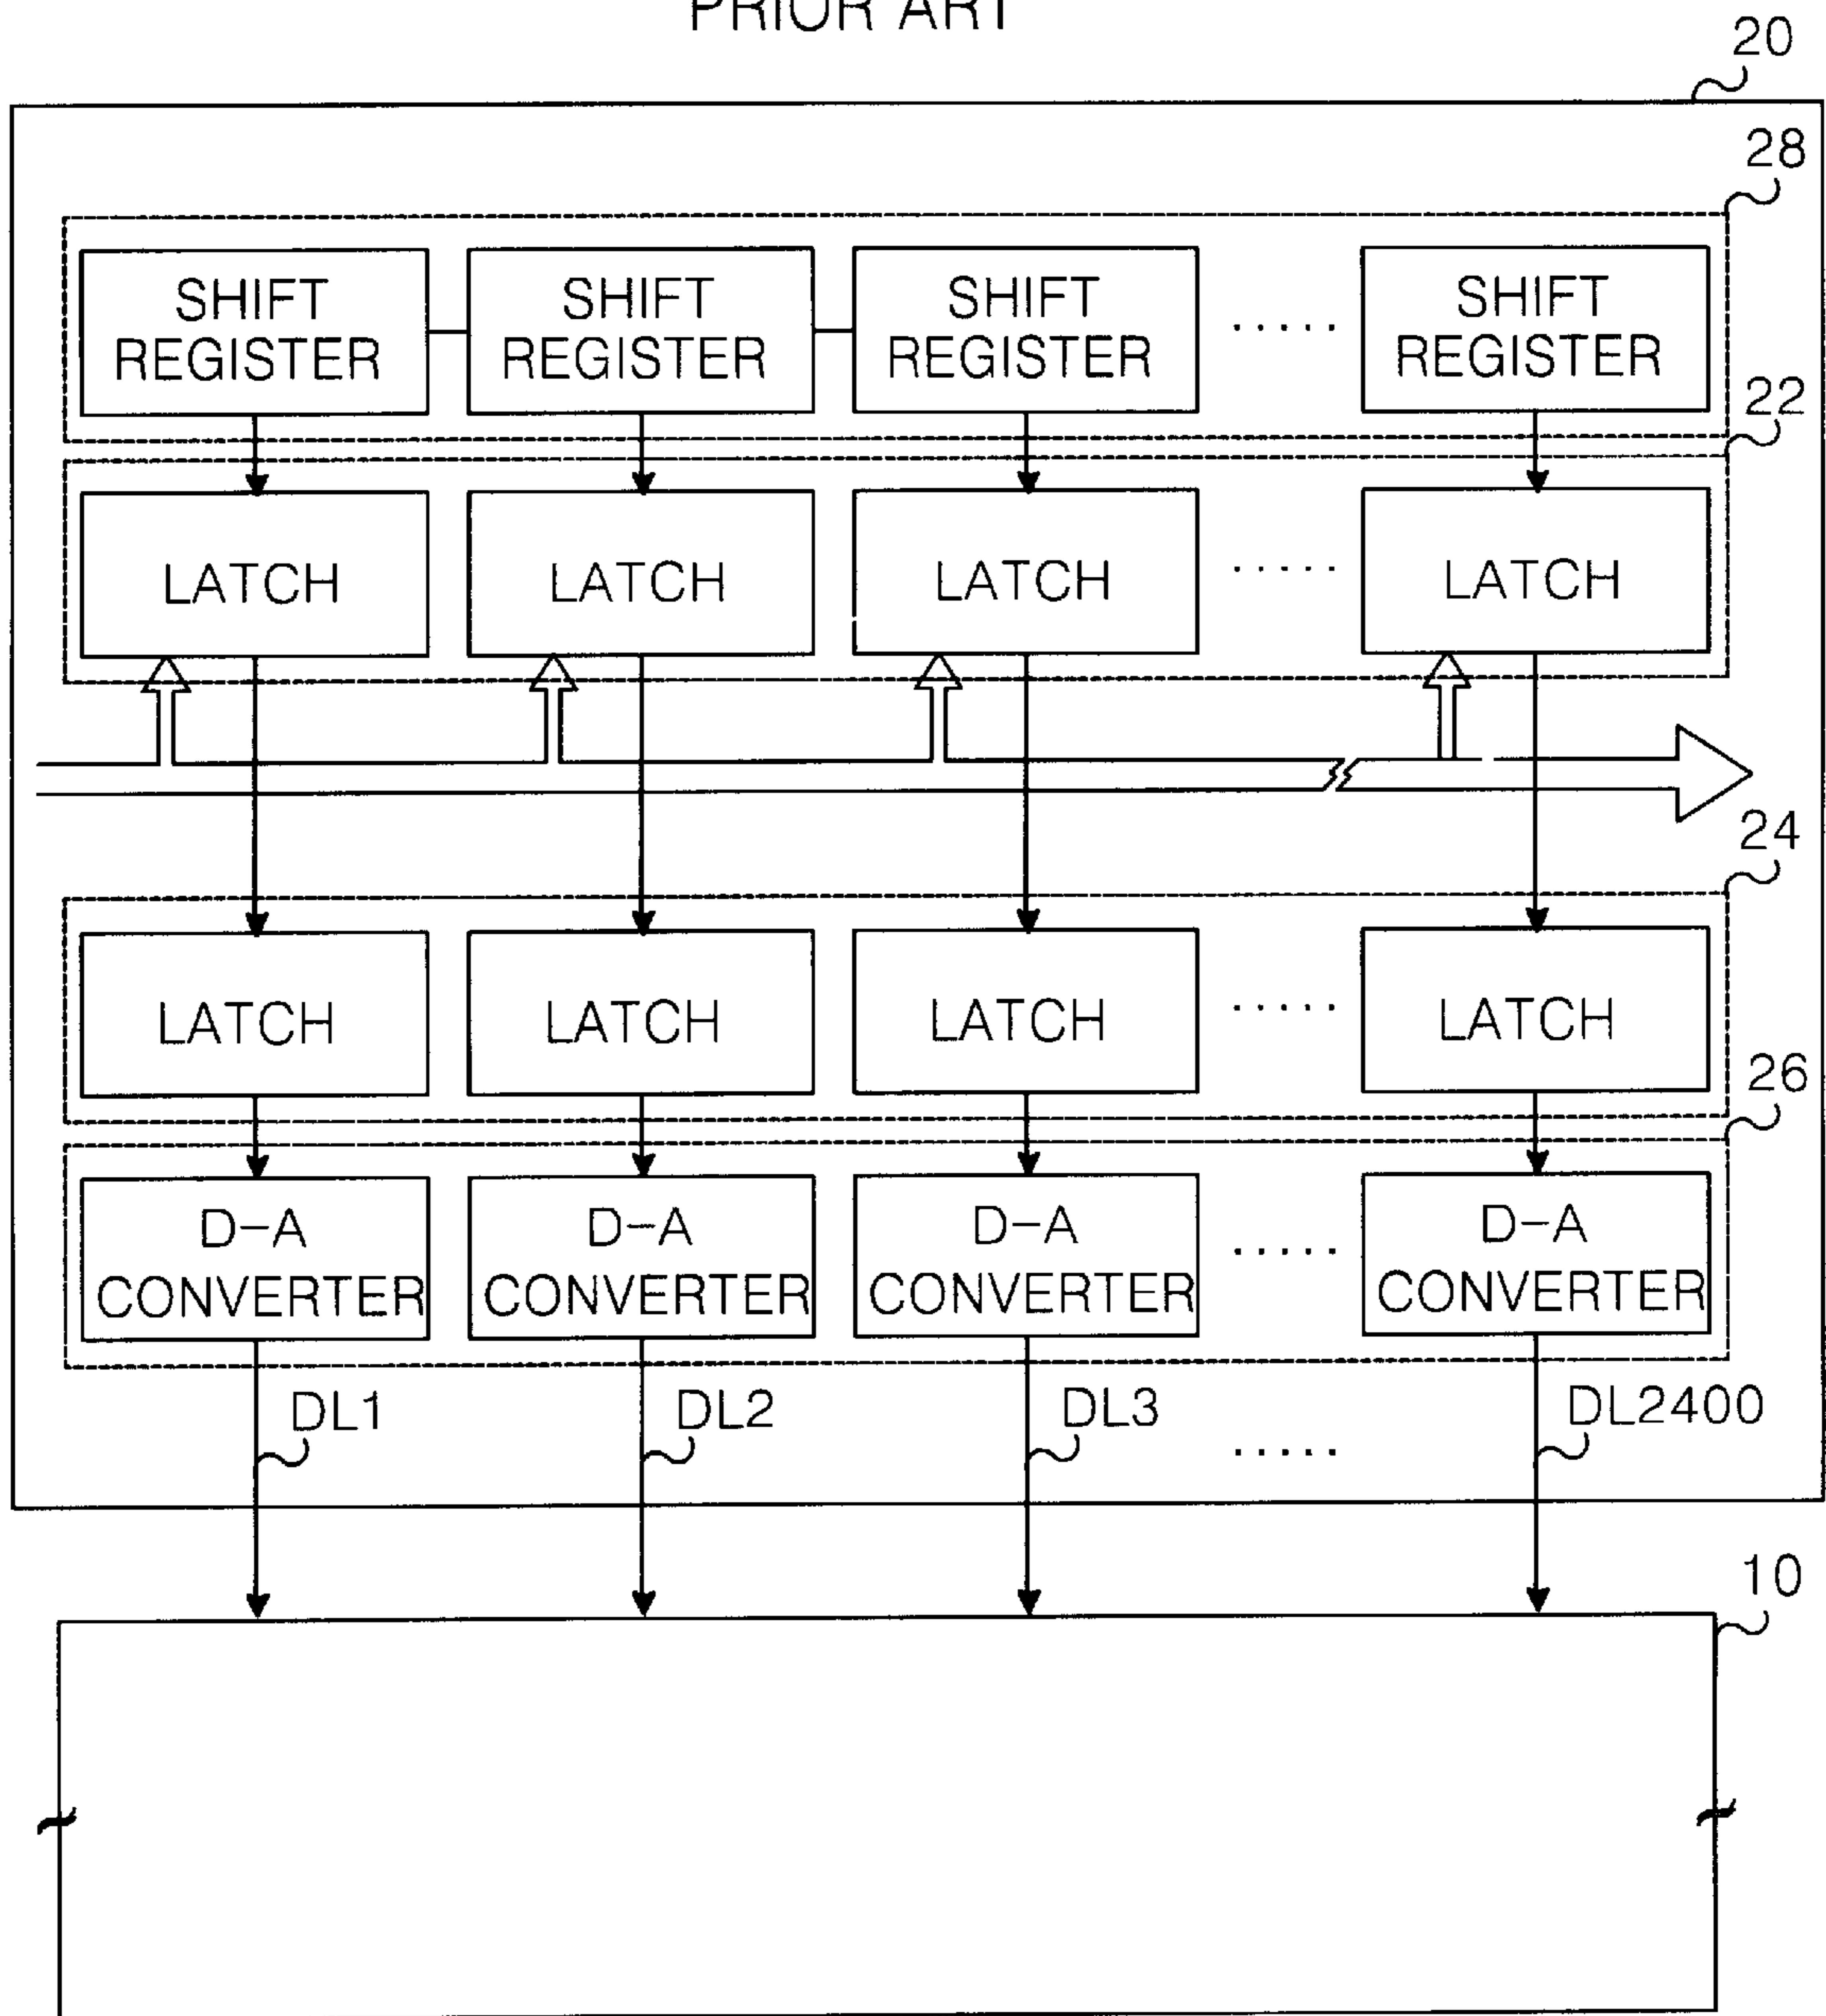 PRIOR ART
20
28
SHIFT REGISTER
SHIFT REGISTER
SHIFT REGISTER
.....
SHIFT REGISTER
22
LATCH
LATCH
LATCH
.....
LATCH
24
LATCH
LATCH
LATCH
.....
LATCH
26
D-A CONVERTER
D-A CONVERTER
D-A CONVERTER
.....
D-A CONVERTER
DL1
DL2
DL3
.....
DL2400
10